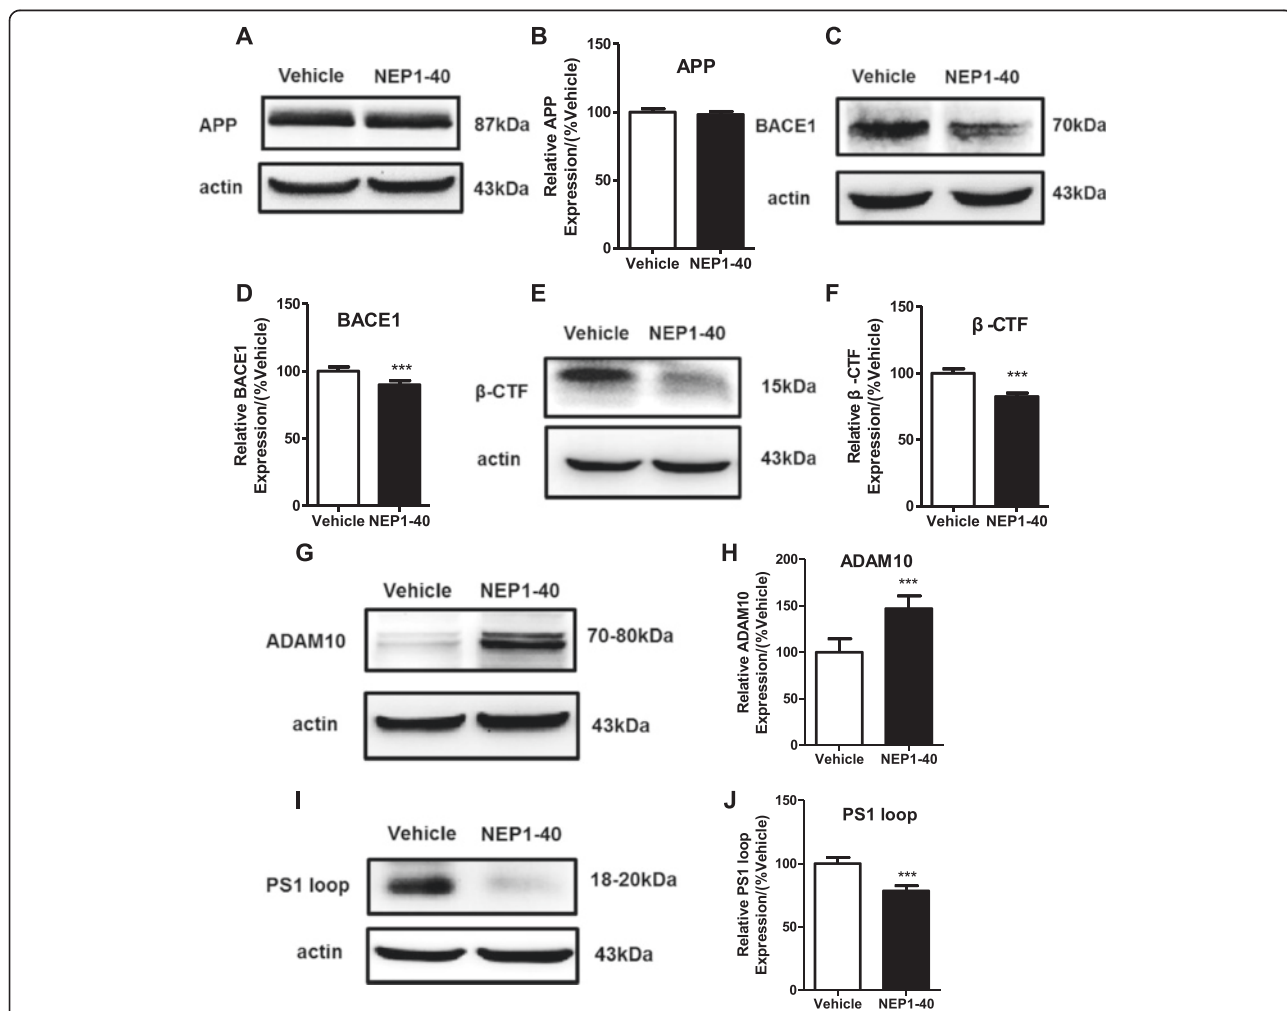 A
Vehicle NEP1-40
APP 87kDa
actin 43kDa
B
APP
Relative APP
Expression/(%Vehicle)
150
100
50
0
Vehicle NEP1-40
C
Vehicle NEP1-40
BACE1 70kDa
actin 43kDa
D
BACE1
Relative BACE1
Expression/(%Vehicle)
150
100
50
0
***
Vehicle NEP1-40
E
Vehicle NEP1-40
β-CTF 15kDa
actin 43kDa
F
β -CTF
Relative β -CTF
Expression/(%Vehicle)
150
100
50
0
***
Vehicle NEP1-40
G
Vehicle NEP1-40
ADAM10 70-80kDa
actin 43kDa
H
ADAM10
Relative ADAM10
Expression/(%Vehicle)
200
150
100
50
0
***
Vehicle NEP1-40
I
Vehicle NEP1-40
PS1 loop 18-20kDa
actin 43kDa
J
PS1 loop
Relative PS1 loop
Expression/(%Vehicle)
150
100
50
0
***
Vehicle NEP1-40